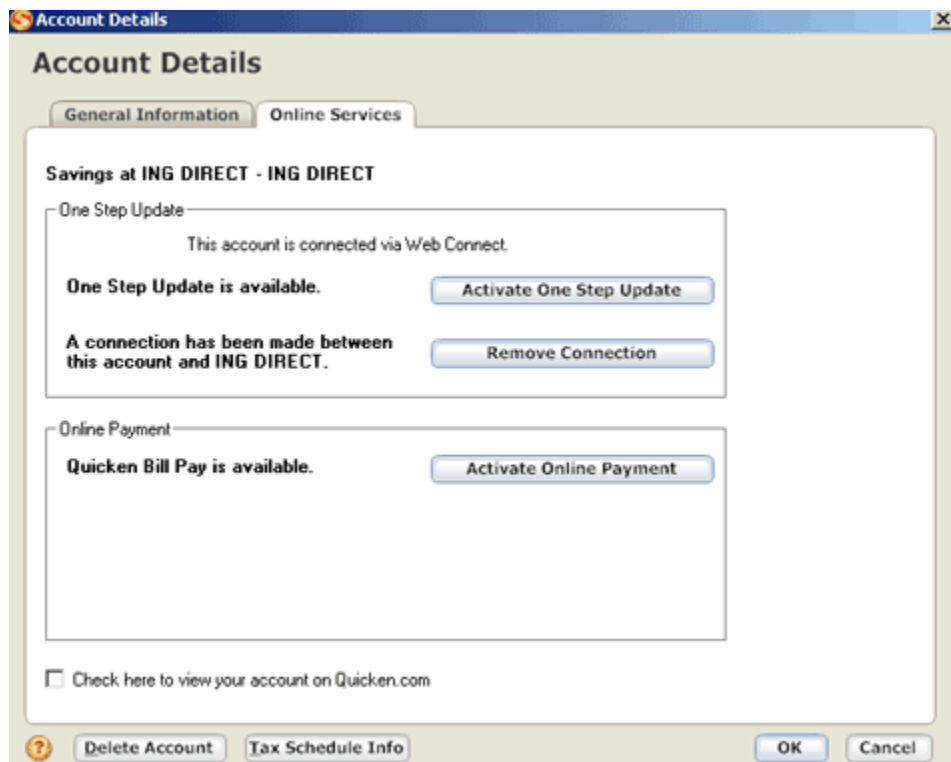 Account Details
Account Details
General Information
Online Services
Savings at ING DIRECT - ING DIRECT
One Step Update
This account is connected via Web Connect.
One Step Update is available.
Activate One Step Update
A connection has been made between
this account and ING DIRECT.
Remove Connection
Online Payment
Quicken Bill Pay is available.
Activate Online Payment
Check here to view your account on Quicken.com
?
Delete Account
Tax Schedule Info
OK
Cancel